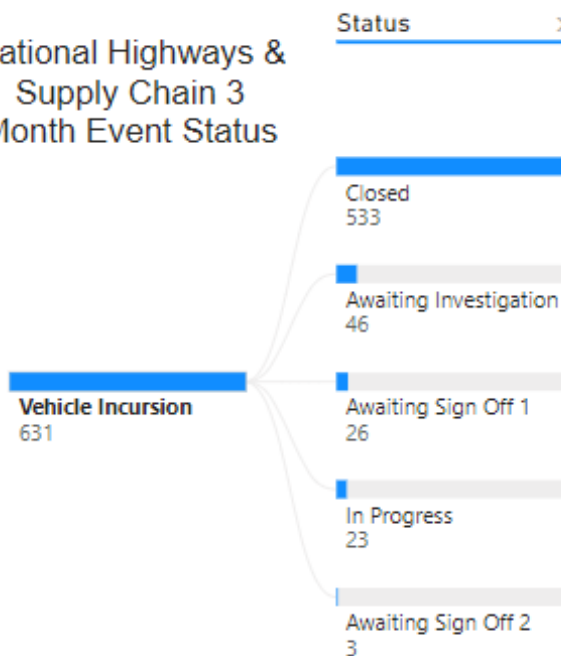 ational Highways &
Supply Chain 3
Month Event Status
Status
Closed
533
Awaiting Investigation
46
Vehicle Incursion
631
Awaiting Sign Off 1
26
In Progress
23
Awaiting Sign Off 2
3